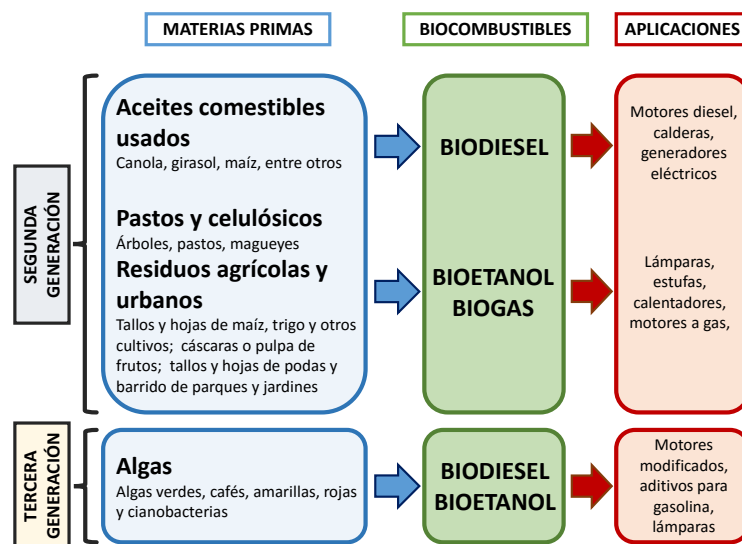 MATERIAS PRIMAS
BIOCOMBUSTIBLES
APLICACIONES
SEGUNDA
GENERACIÓN
Aceites comestibles
usados
Canola, girasol, maíz, entre otros
BIODIESEL
Motores diesel,
calderas,
generadores
eléctricos
Pastos y celulósicos
Árboles, pastos, magueyes
Residuos agrícolas y
urbanos
Tallos y hojas de maíz, trigo y otros
cultivos; cáscaras o pulpa de
frutos; tallos y hojas de podas y
barrido de parques y jardines
BIOETANOL
BIOGAS
Lámparas,
estufas,
calentadores,
motores a gas,
TERCERA
GENERACIÓN
Algas
Algas verdes, cafés, amarillas, rojas
y cianobacterias
BIODIESEL
BIOETANOL
Motores
modificados,
aditivos para
gasolina,
lámparas